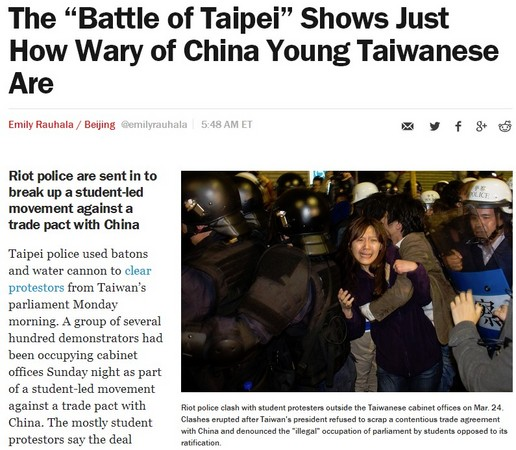 The “Battle of Taipei” Shows Just
How Wary of China Young Taiwanese
Are
Emily Rauhala / Beijing @emilyrauhala 5:48 AM ET
Riot police are sent in to
break up a student-led
movement against a
trade pact with China
Taipei police used batons
and water cannon to clear
protestors from Taiwan’s
parliament Monday
morning. A group of several
hundred demonstrators had
been occupying cabinet
offices Sunday night as part
of a student-led movement
against a trade pact with
China. The mostly student
protestors say the deal
POLICE
警察
Riot police clash with student protesters outside the Taiwanese cabinet offices on Mar. 24.
Clashes erupted after Taiwan's president refused to scrap a contentious trade agreement
with China and denounced the "illegal" occupation of parliament by students opposed to its
ratification.